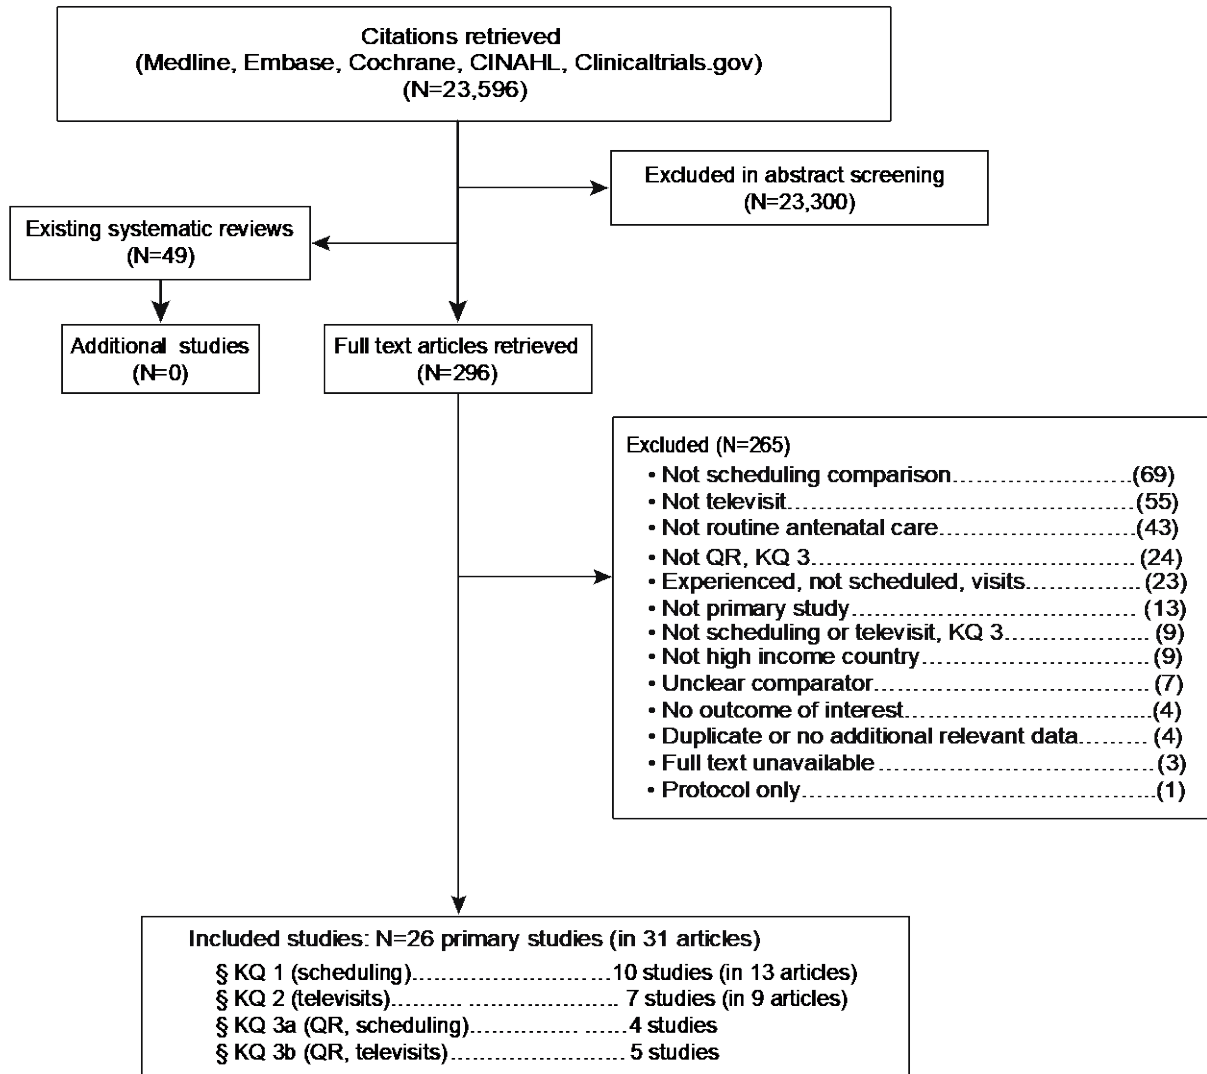 Citations retrieved
(Medline, Embase, Cochrane, CINAHL, Clinicaltrials.gov)
(N=23,596)
Excluded in abstract screening
(N=23,300)
Existing systematic reviews
(N=49)
Additional studies
(N=0)
Full text articles retrieved
(N=296)
Excluded (N=265)
• Not scheduling comparison........................(69)
• Not televisit................................................(55)
• Not routine antenatal care..........................(43)
• Not QR, KQ 3............................................(24)
• Experienced, not scheduled, visits..............(23)
• Not primary study ......................................(13)
• Not scheduling or televisit, KQ 3................. (9)
• Not high income country............................. (9)
• Unclear comparator.................................... (7)
• No outcome of interest................................ (4)
• Duplicate or no additional relevant data......... (4)
• Full text unavailable ................................... (3)
• Protocol only...............................................(1)
Included studies: N=26 primary studies (in 31 articles)
§ KQ 1 (scheduling)..................................10 studies (in 13 articles)
§ KQ 2 (televisits)........... .......................... 7 studies (in 9 articles)
§ KQ 3a (QR, scheduling).................. .......4 studies
§ KQ 3b (QR, televisits)............................ 5 studies